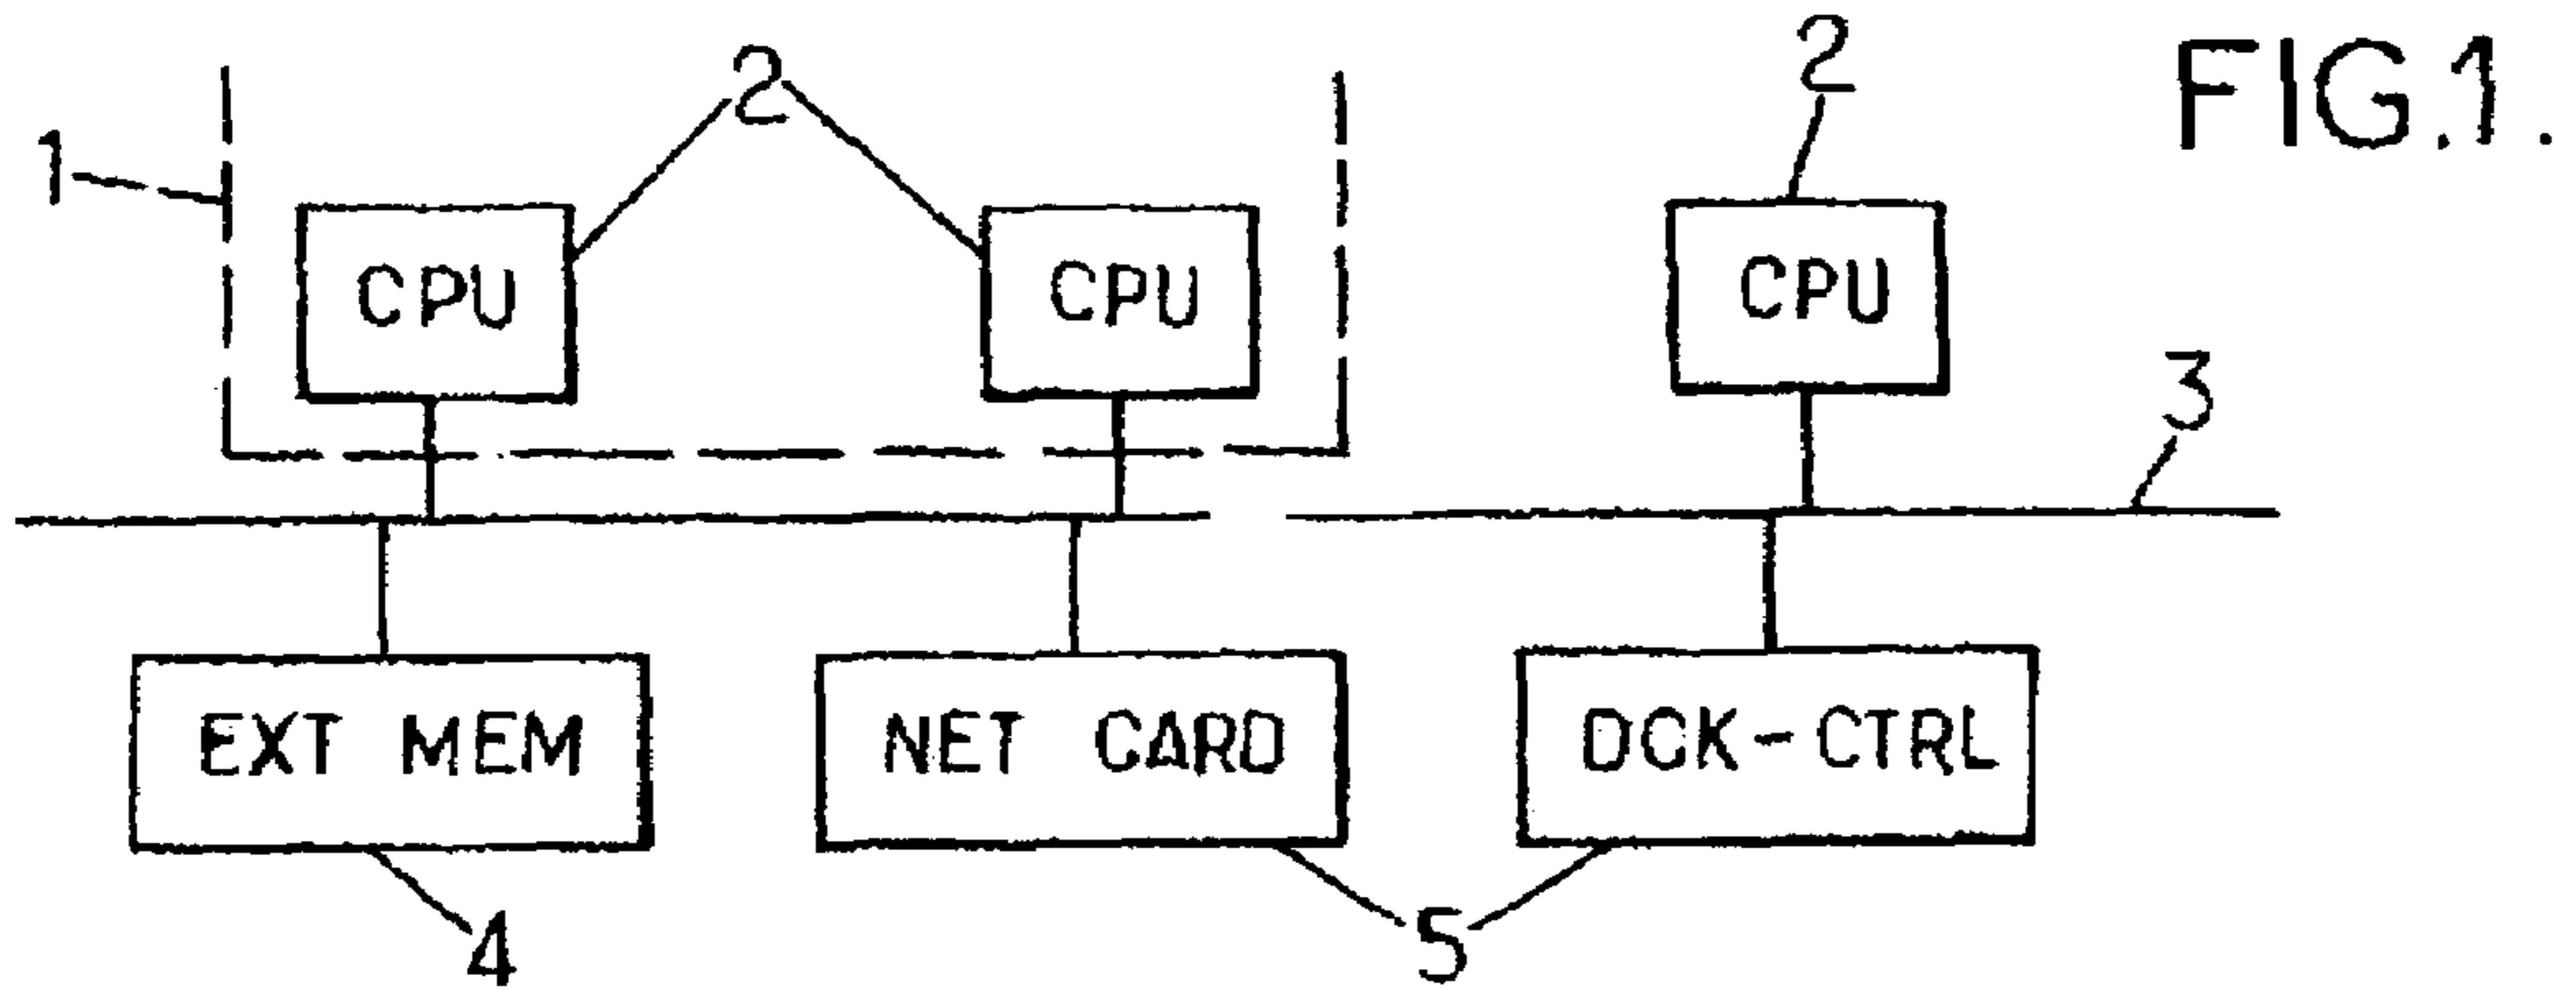 FIG.1.
1
2
2
CPU
CPU
CPU
3
EXT MEM
NET CARD
DCK-CTRL
4
5